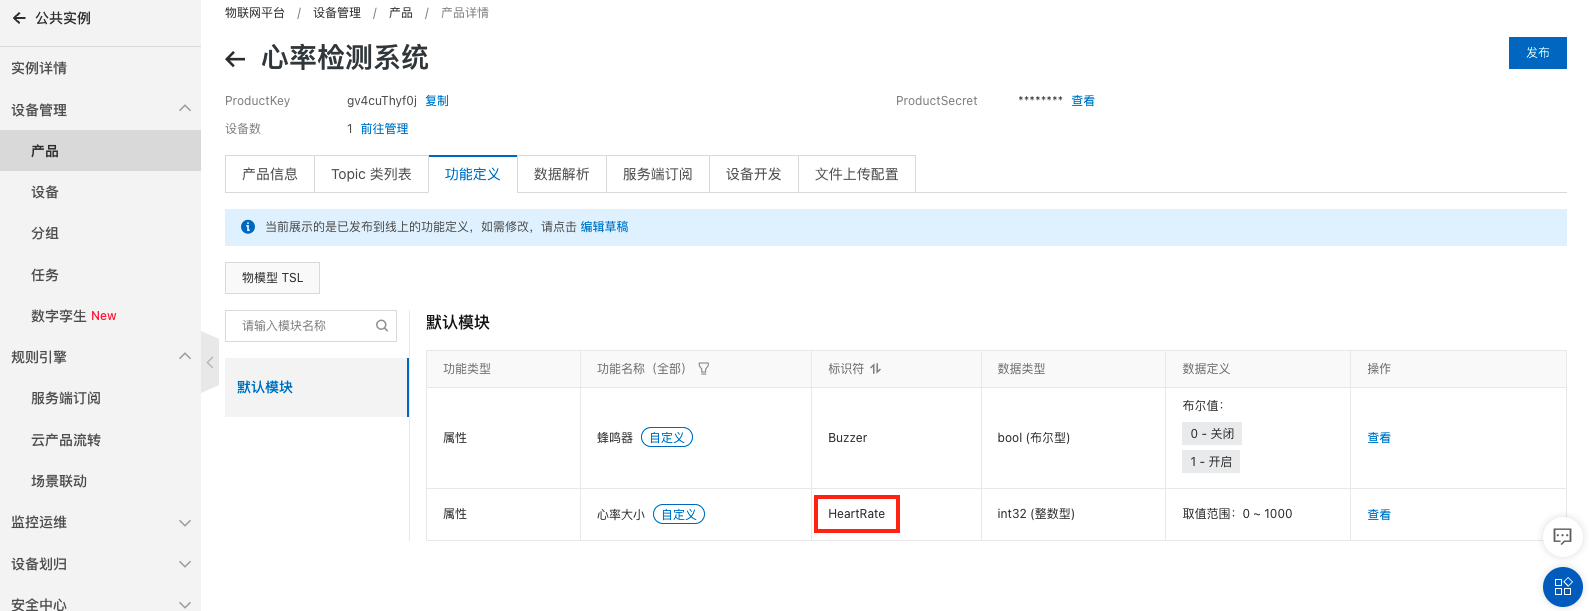 公共实例
实例详情
设备管理
产品
设备
分组
任务
数字孪生 New
规则引擎
服务端订阅
云产品流转
场景联动
监控运维
设备划归
安全中心
物联网平台 / 设备管理 / 产品 / 产品详情
心率检测系统
发布
ProductKey gv4cuThyf0j 复制
ProductSecret ******** 查看
设备数 1 前往管理
产品信息 Topic 类列表 功能定义 数据解析 服务端订阅 设备开发 文件上传配置
当前展示的是已发布到线上的功能定义，如需修改，请点击 编辑草稿
物模型 TSL
请输入模块名称
默认模块
默认模块
功能类型 功能名称（全部） 标识符 数据类型 数据定义 操作
属性 蜂鸣器 自定义 Buzzer bool (布尔型) 布尔值：
0 - 关闭
1 - 开启
查看
属性 心率大小 自定义 HeartRate int32 (整数型) 取值范围：0 ~ 1000 查看